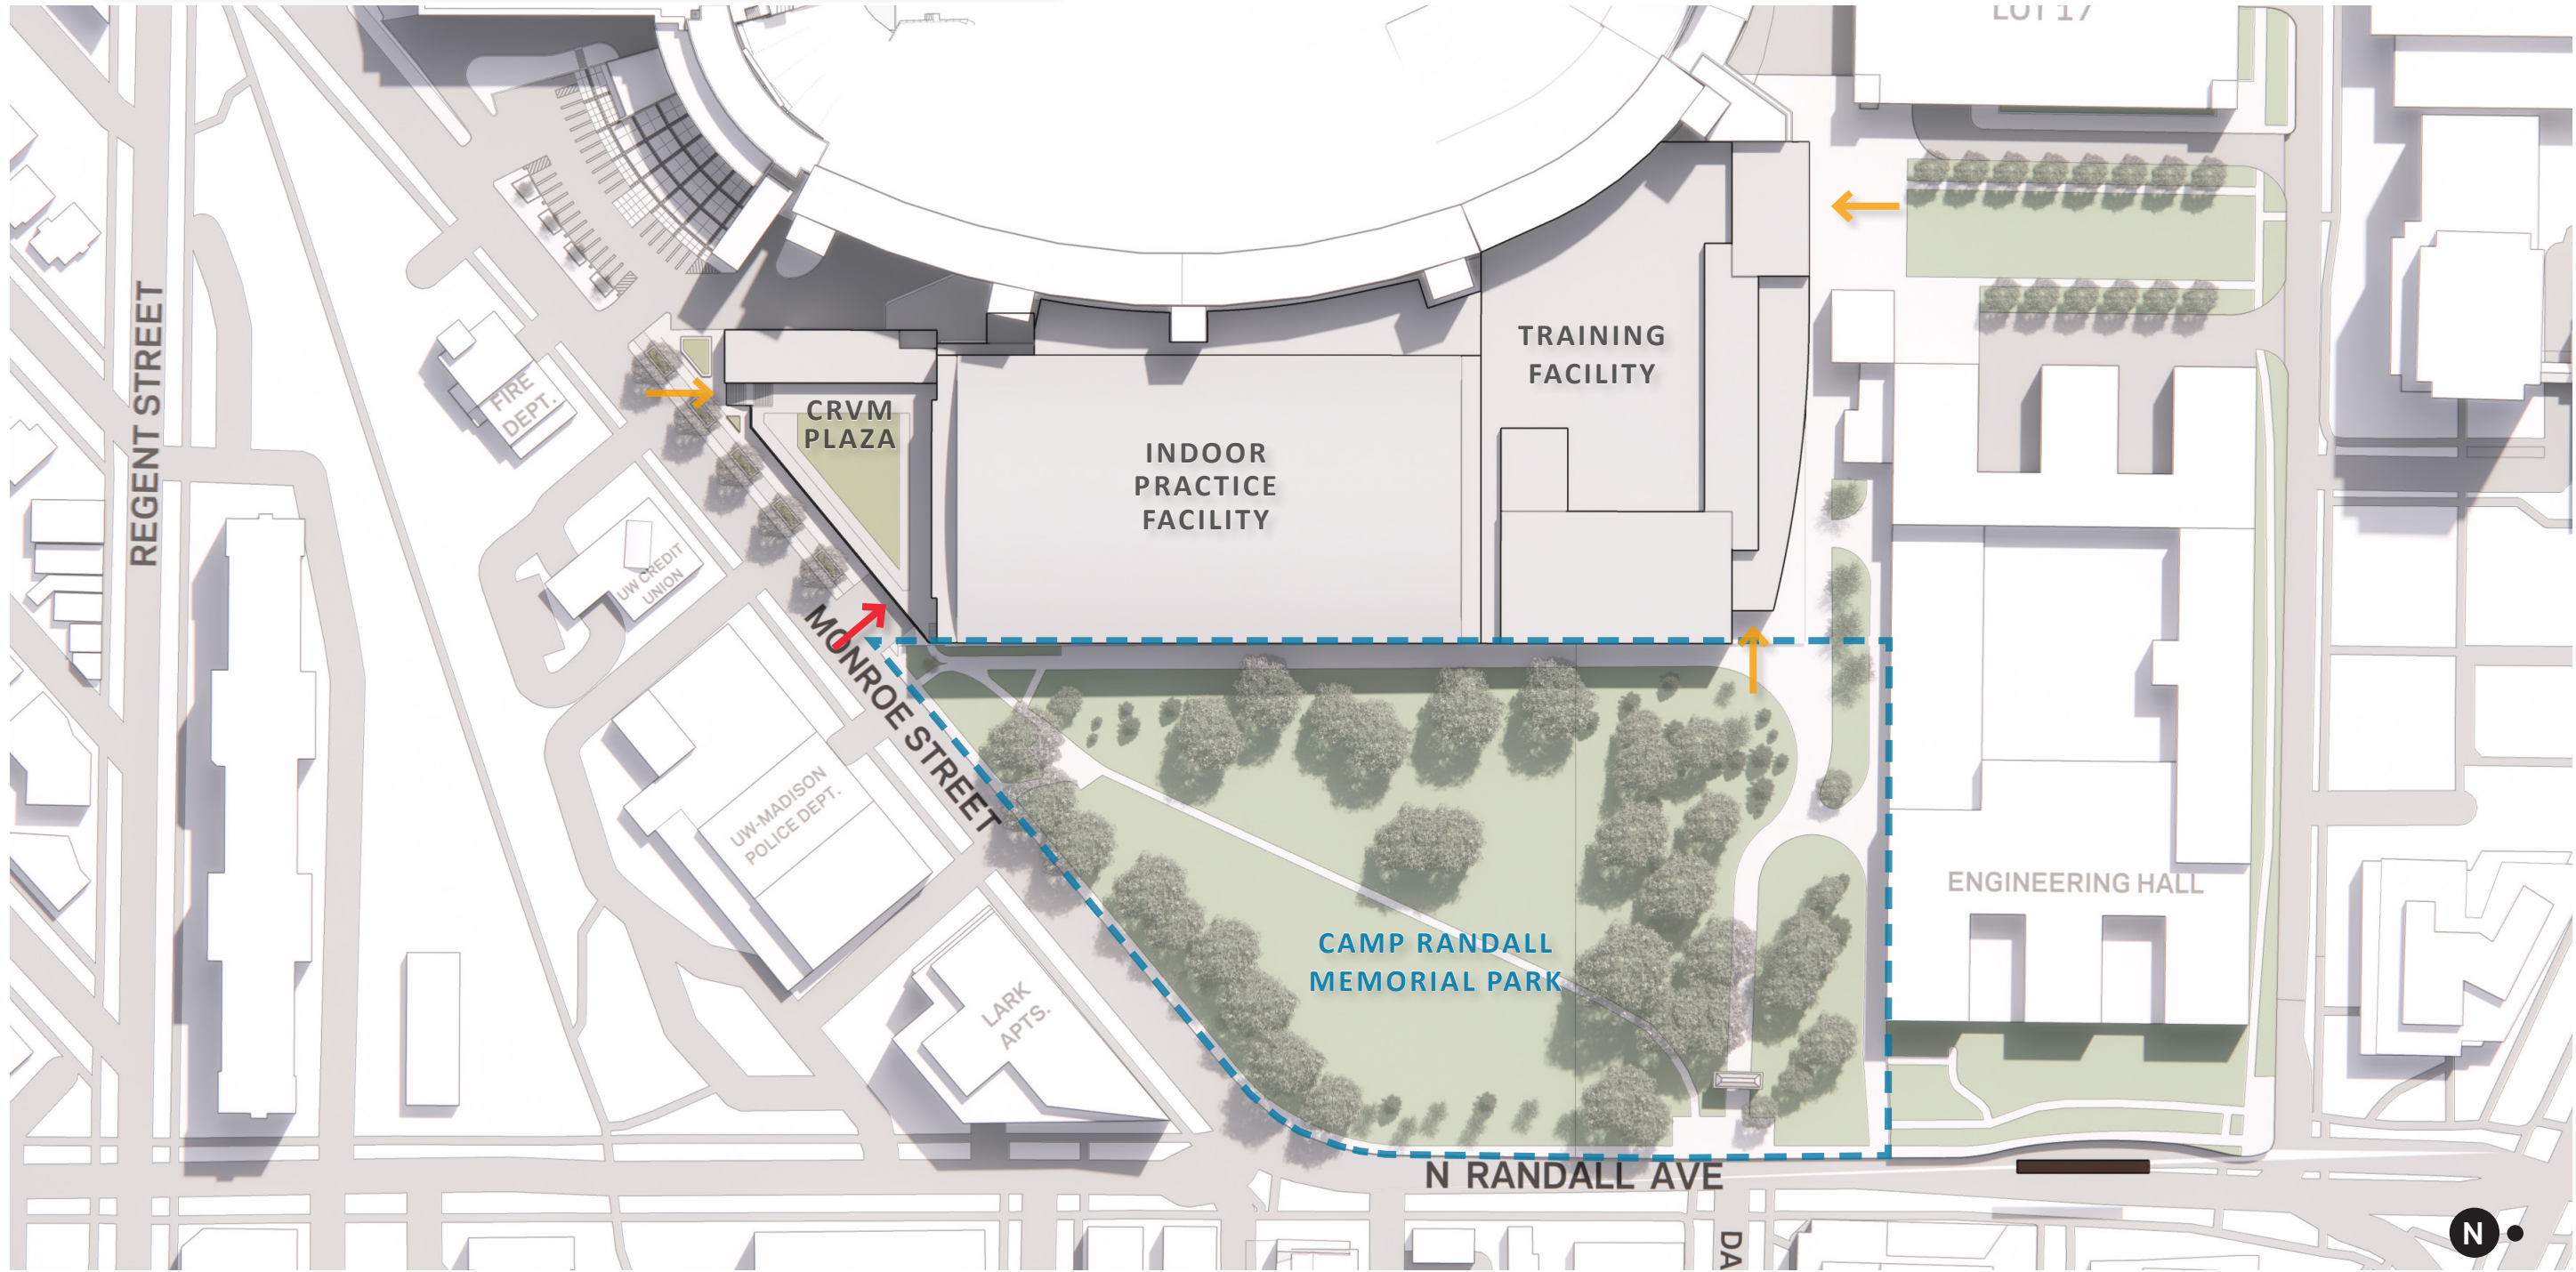 LOT 17
REGENT STREET
FIRE
DEPT.
CRVM
PLAZA
INDOOR
PRACTICE
FACILITY
TRAINING
FACILITY
UW CREDIT
UNION
MONROE STREET
UW-MADISON
POLICE DEPT.
LARK
APTS.
CAMP RANDALL
MEMORIAL PARK
ENGINEERING HALL
N RANDALL AVE
DA
N